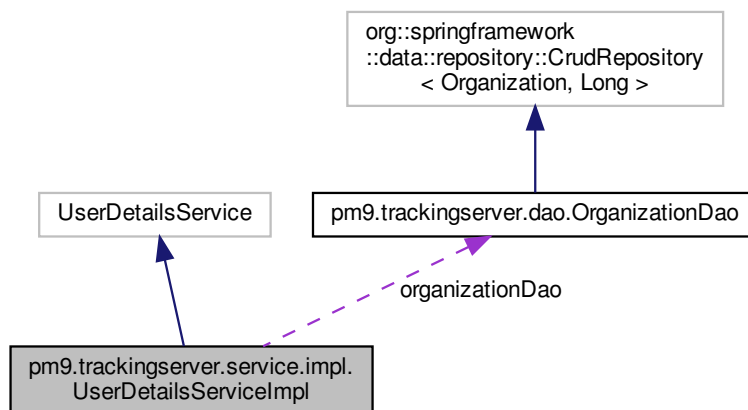 org::springframework
::data::repository::CrudRepository
< Organization, Long >
UserDetailsService
pm9.trackingserver.dao.OrganizationDao
organizationDao
pm9.trackingserver.service.impl.
UserDetailsServiceImpl